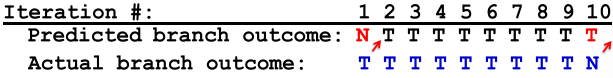 Iteration #: 1 2 3 4 5 6 7 8 9 10
Predicted branch outcome: N T T T T T T T T T
Actual branch outcome: T T T T T T T T T N